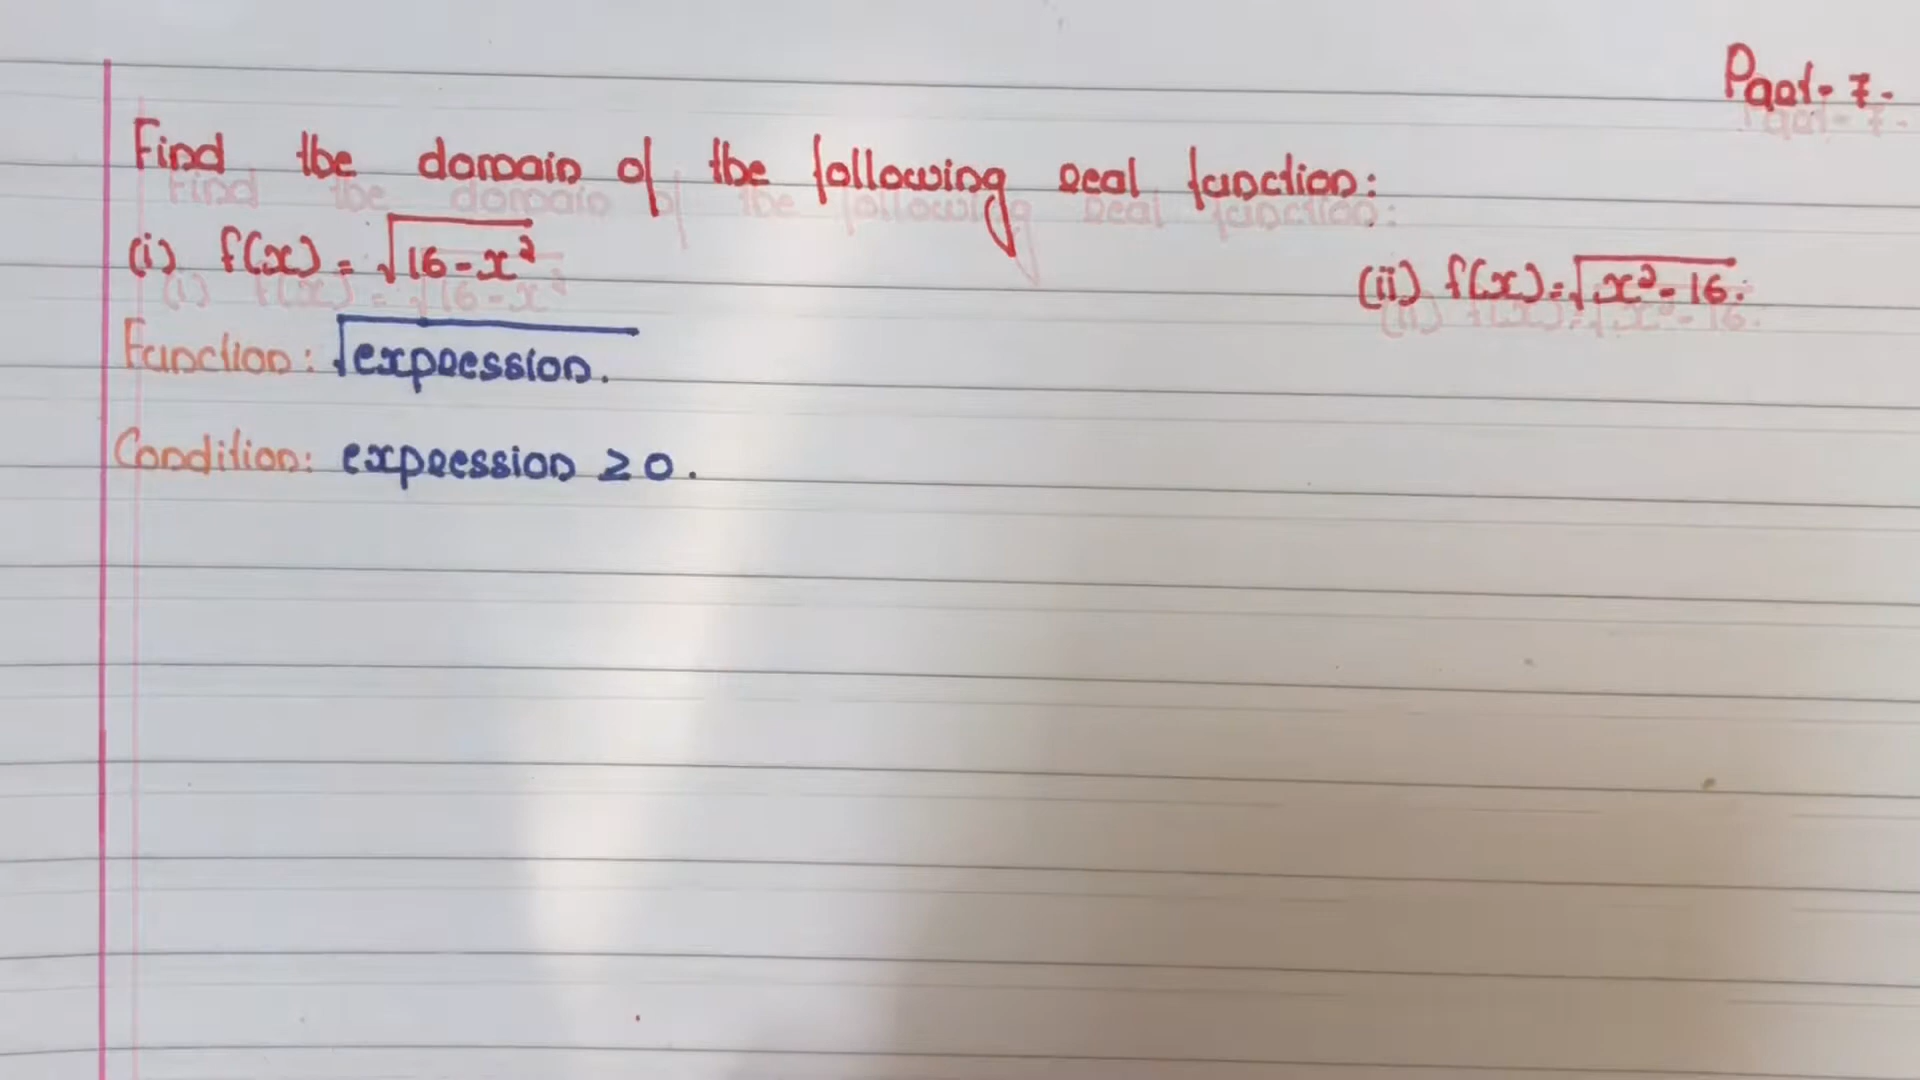 Part-7.
Find the domain of the following real function:
(i) f(x) = √16-x²
(ii) f(x) = √x²-16.
Function: √expression.
Condition: expression ≥ 0.